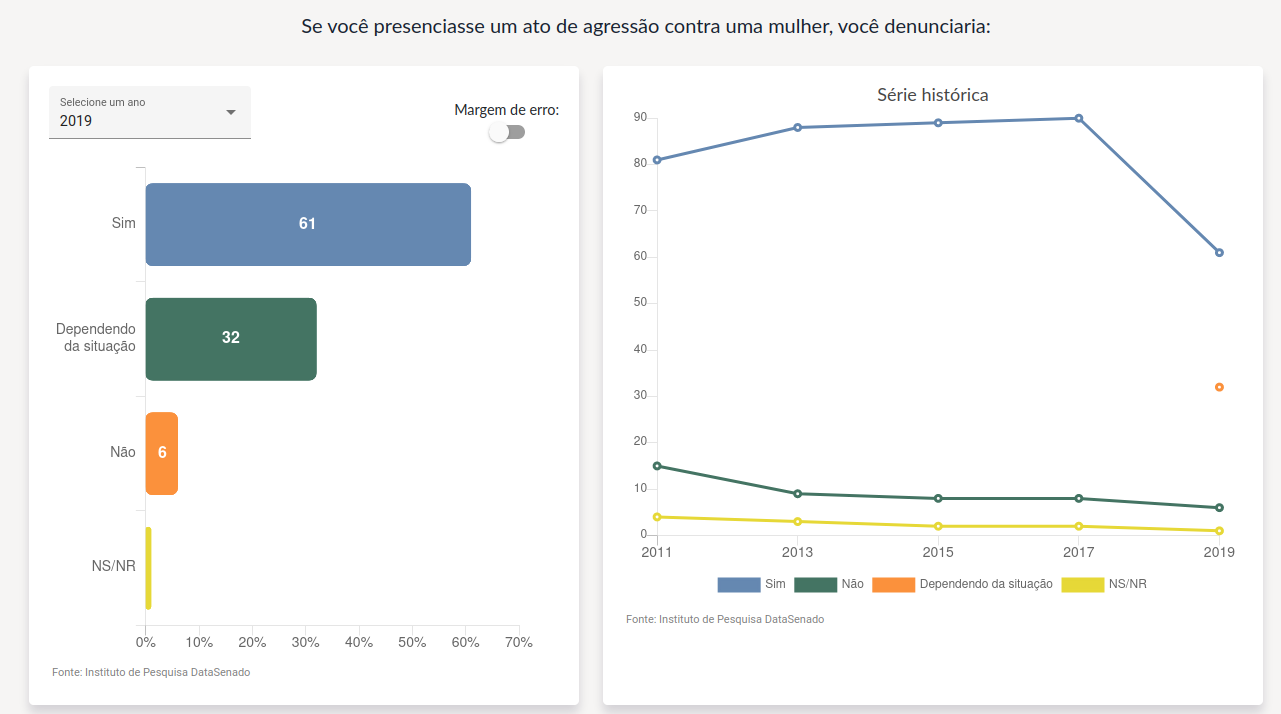 Se você presenciasse um ato de agressão contra uma mulher, você denunciaria:
Selecione um ano
2019
Margem de erro:
Sim
61
Dependendo
da situação
32
Não
6
NS/NR
0% 10% 20% 30% 40% 50% 60% 70%
Fonte: Instituto de Pesquisa DataSenado
Série histórica
90
80
70
60
50
40
30
20
10
0
2011 2013 2015 2017 2019
Sim Não Dependendo da situação NS/NR
Fonte: Instituto de Pesquisa DataSenado